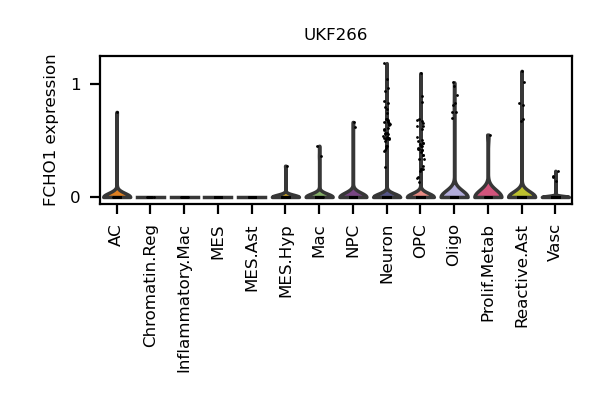 UKF266
FCHO1 expression
1
0
AC
Chromatin.Reg
Inflammatory.Mac
MES
MES.Ast
MES.Hyp
Mac
NPC
Neuron
OPC
Oligo
Prolif.Metab
Reactive.Ast
Vasc